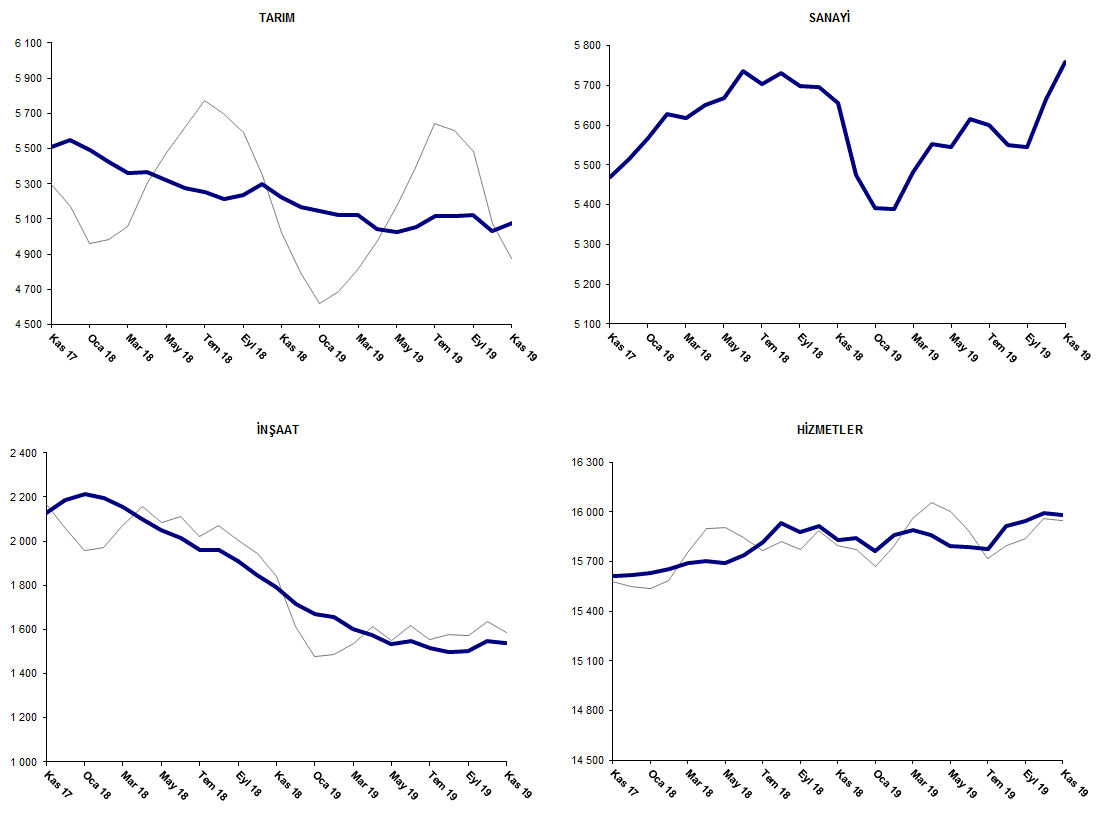 TARIM
6 100
5 900
5 700
5 500
5 300
5 100
4 900
4 700
4 500
Kas 17
Oca 18
Mar 18
May 18
Tem 18
Eyl 18
Kas 18
Oca 19
Mar 19
May 19
Tem 19
Eyl 19
Kas 19
SANAYİ
5 800
5 700
5 600
5 500
5 400
5 300
5 200
5 100
Kas 17
Oca 18
Mar 18
May 18
Tem 18
Eyl 18
Kas 18
Oca 19
Mar 19
May 19
Tem 19
Eyl 19
Kas 19
İNŞAAT
2 400
2 200
2 000
1 800
1 600
1 400
1 200
1 000
Kas 17
Oca 18
Mar 18
May 18
Tem 18
Eyl 18
Kas 18
Oca 19
Mar 19
May 19
Tem 19
Eyl 19
Kas 19
HİZMETLER
16 300
16 000
15 700
15 400
15 100
14 800
14 500
Kas 17
Oca 18
Mar 18
May 18
Tem 18
Eyl 18
Kas 18
Oca 19
Mar 19
May 19
Tem 19
Eyl 19
Kas 19